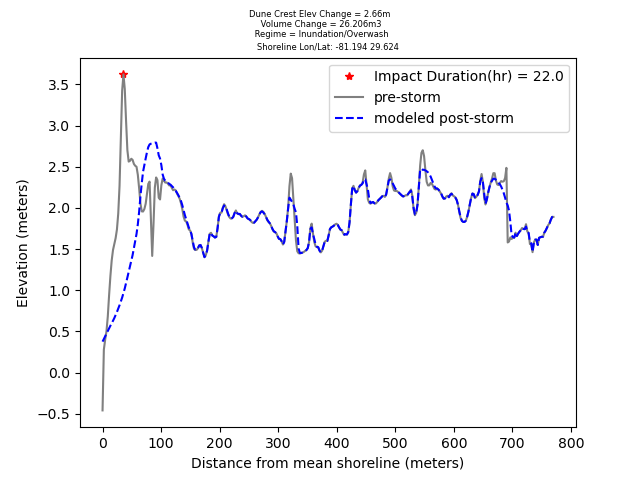 Dune Crest Elev Change = 2.66m
Volume Change = 26.206m3
Regime = Inundation/Overwash
Shoreline Lon/Lat: -81.194 29.624
Impact Duration(hr) = 22.0
pre-storm
modeled post-storm
Elevation (meters)
3.5
3.0
2.5
2.0
1.5
1.0
0.5
0.0
−0.5
0 100 200 300 400 500 600 700 800
Distance from mean shoreline (meters)